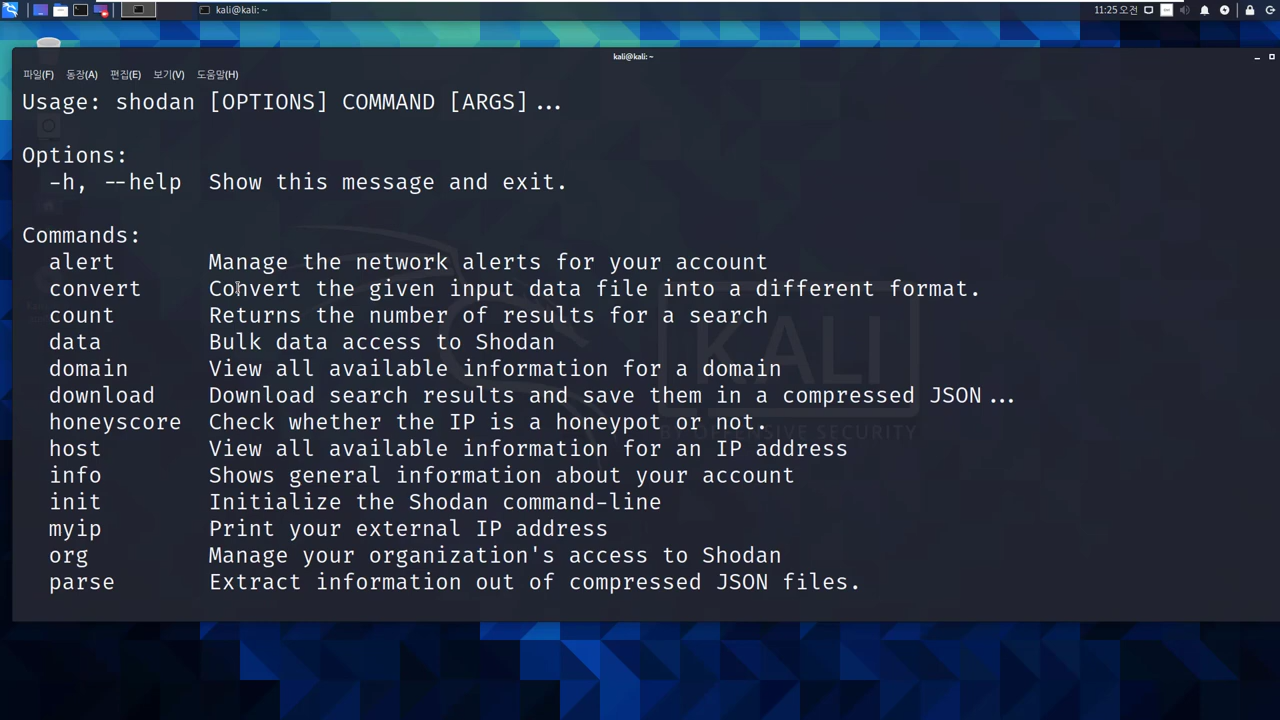 kali@kali: ~
11:25 오전
kali@kali: ~
파일(F) 동장(A) 편집(E) 보기(V) 도움말(H)
Usage: shodan [OPTIONS] COMMAND [ARGS]...
Options:
-h, --help Show this message and exit.
Commands:
alert Manage the network alerts for your account
convert Convert the given input data file into a different format.
count Returns the number of results for a search
data Bulk data access to Shodan
domain View all available information for a domain
download Download search results and save them in a compressed JSON...
honeyscore Check whether the IP is a honeypot or not.
host View all available information for an IP address
info Shows general information about your account
init Initialize the Shodan command-line
myip Print your external IP address
org Manage your organization's access to Shodan
parse Extract information out of compressed JSON files.
KALI
BY OFFENSIVE SECURITY